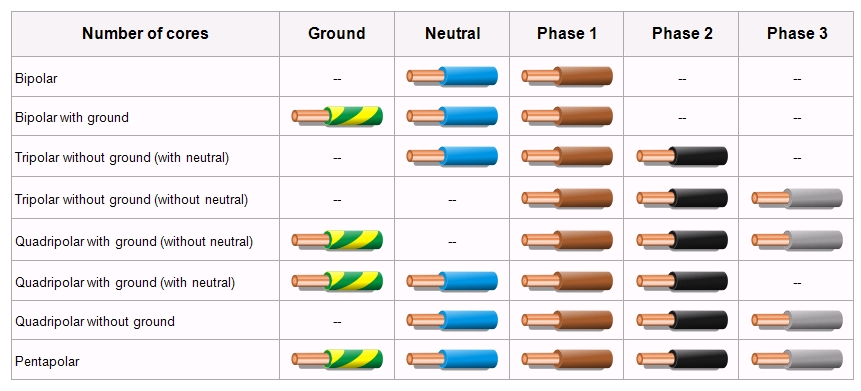 Number of cores Ground Neutral Phase 1 Phase 2 Phase 3
Bipolar -- -- --
Bipolar with ground -- --
Tripolar without ground (with neutral) -- --
Tripolar without ground (without neutral) -- --
Quadripolar with ground (without neutral) --
Quadripolar with ground (with neutral) --
Quadripolar without ground --
Pentapolar